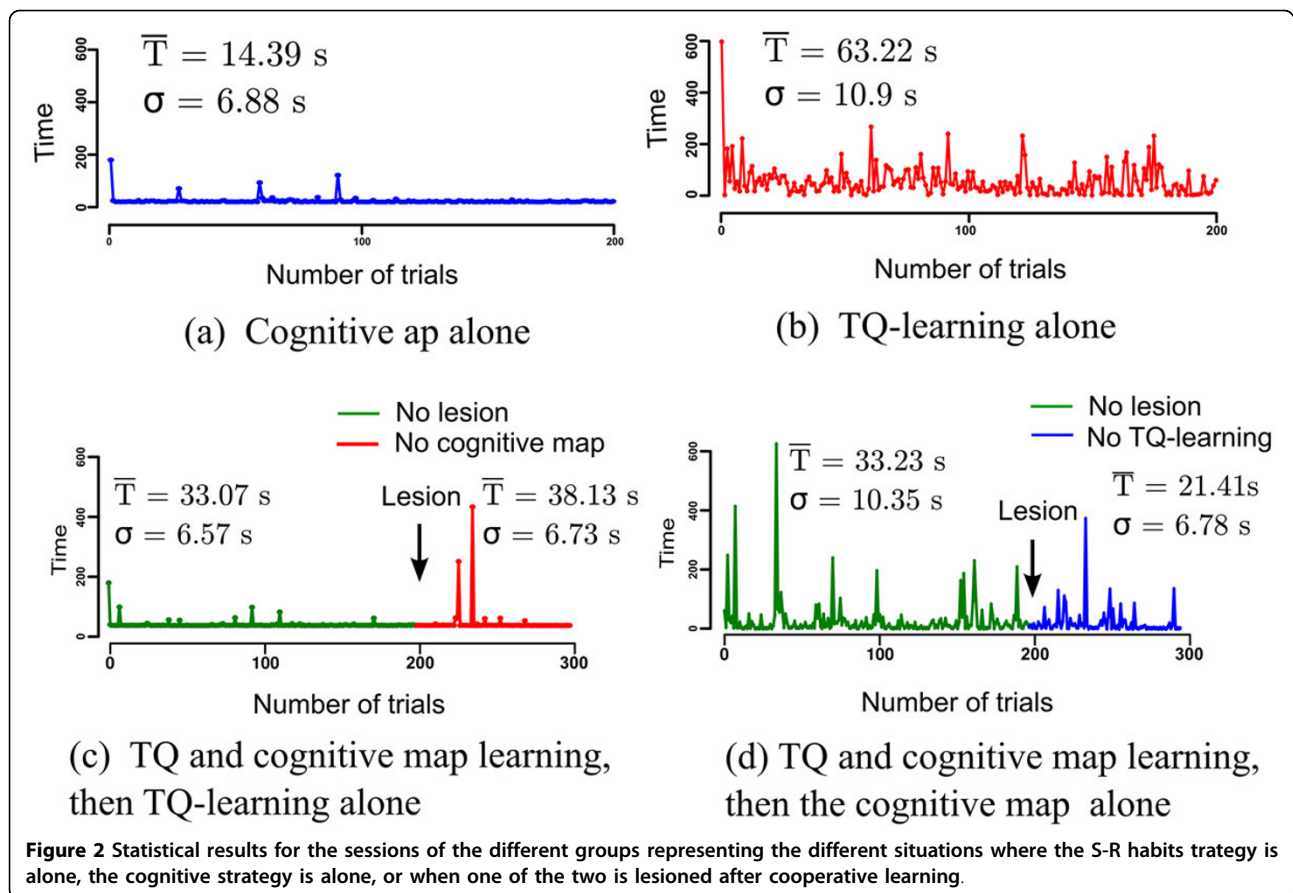 T̅ = 14.39 s
σ = 6.88 s
Time
0
200
400
600
0
100
200
Number of trials
(a) Cognitive ap alone
T̅ = 63.22 s
σ = 10.9 s
Time
0
200
400
600
0
100
200
Number of trials
(b) TQ-learning alone
No lesion
No cognitive map
T̅ = 33.07 s
σ = 6.57 s
Lesion
T̅ = 38.13 s
σ = 6.73 s
Time
0
200
400
600
0
100
200
300
Number of trials
(c) TQ and cognitive map learning,
then TQ-learning alone
No lesion
No TQ-learning
T̅ = 33.23 s
σ = 10.35 s
Lesion
T̅ = 21.41s
σ = 6.78 s
Time
0
200
400
600
0
100
200
300
Number of trials
(d) TQ and cognitive map learning,
then the cognitive map alone
Figure 2 Statistical results for the sessions of the different groups representing the different situations where the S-R habits trategy is
alone, the cognitive strategy is alone, or when one of the two is lesioned after cooperative learning.